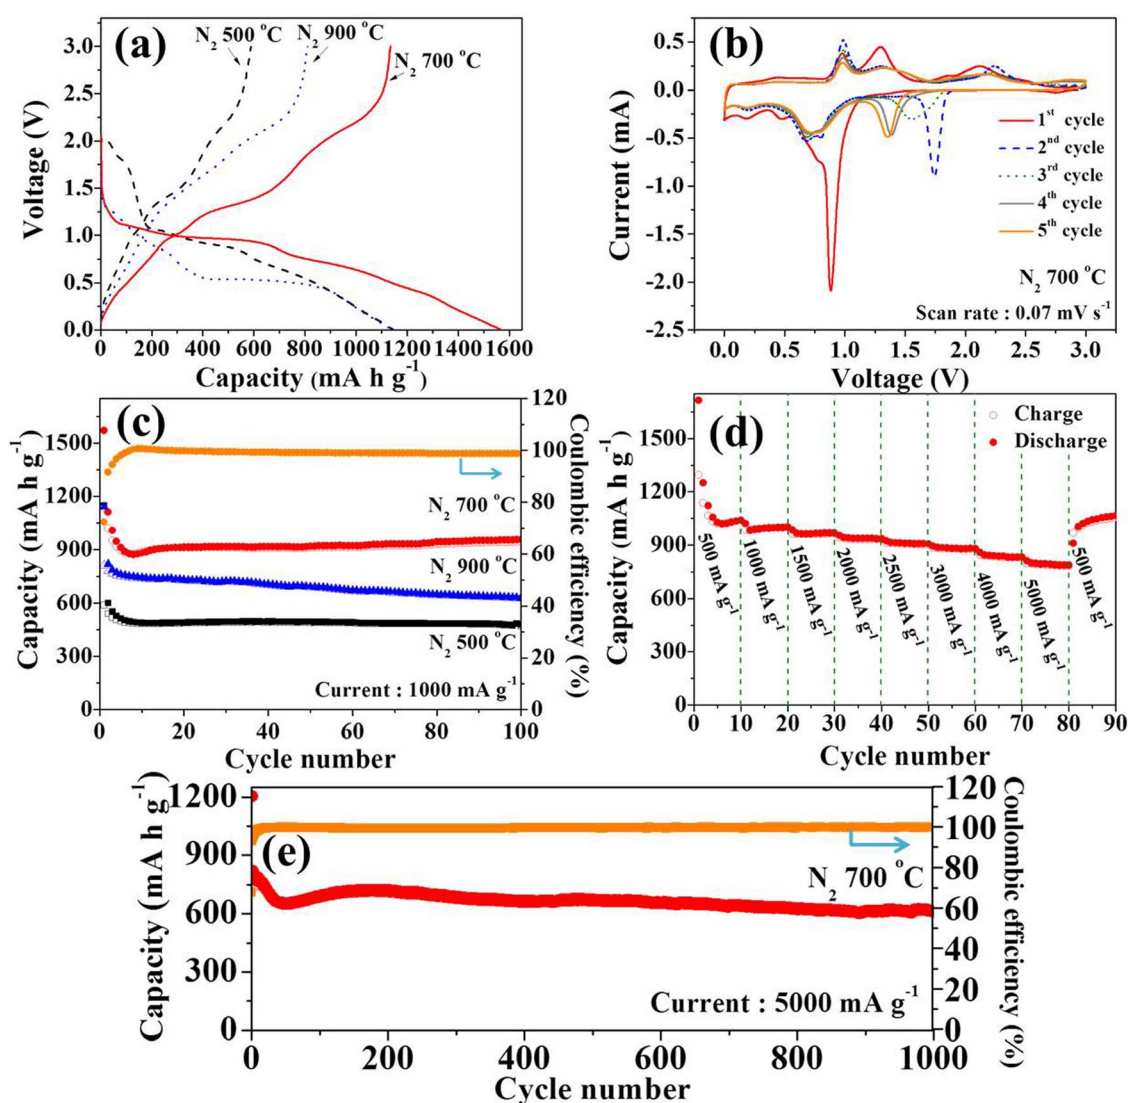 (a)
N2 500 °C
N2 900 °C
N2 700 °C
3.0
2.5
2.0
1.5
1.0
0.5
0.0
Voltage (V)
0 200 400 600 800 1000 1200 1400 1600
Capacity (mA h g-1)
(b)
0.5
0.0
-0.5
-1.0
-1.5
-2.0
-2.5
Current (mA)
1st cycle
2nd cycle
3rd cycle
4th cycle
5th cycle
N2 700 °C
Scan rate : 0.07 mV s-1
0.0 0.5 1.0 1.5 2.0 2.5 3.0
Voltage (V)
(c)
1500
1200
900
600
300
0
Capacity (mA h g-1)
120
100
80
60
40
20
0
Coulombic efficiency (%)
N2 700 °C
N2 900 °C
N2 500 °C
Current : 1000 mA g-1
0 20 40 60 80 100
Cycle number
(d)
1500
1200
900
600
300
0
Capacity (mA h g-1)
Charge
Discharge
500 mA g-1
1000 mA g-1
1500 mA g-1
2000 mA g-1
2500 mA g-1
3000 mA g-1
4000 mA g-1
5000 mA g-1
500 mA g-1
0 10 20 30 40 50 60 70 80 90
Cycle number
(e)
1200
900
600
300
0
Capacity (mA h g-1)
120
100
80
60
40
20
0
Coulombic efficiency (%)
N2 700 °C
Current : 5000 mA g-1
0 200 400 600 800 1000
Cycle number